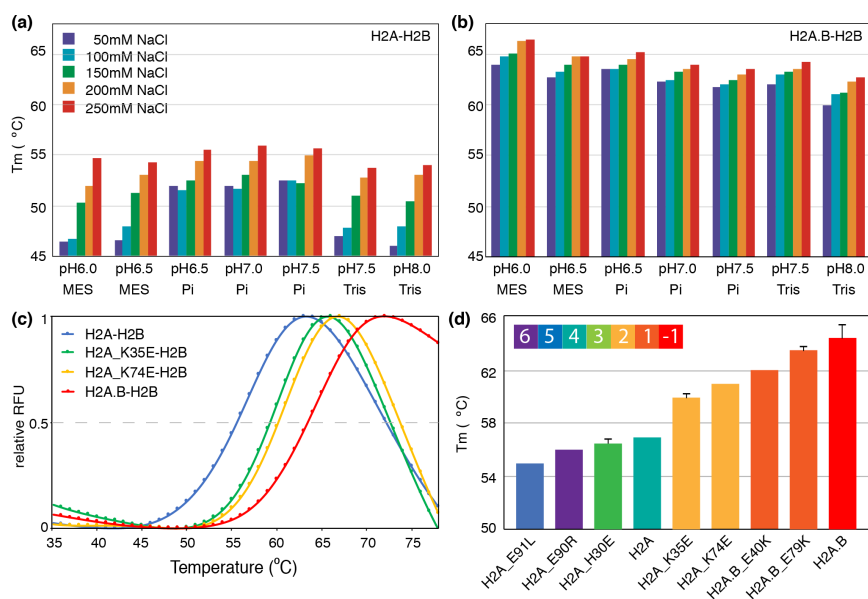 (a)
H2A-H2B
50mM NaCl
100mM NaCl
150mM NaCl
200mM NaCl
250mM NaCl
Tm ( °C)
65
60
55
50
45
pH6.0 pH6.5 pH6.5 pH7.0 pH7.5 pH7.5 pH8.0
MES MES Pi Pi Pi Tris Tris
(b)
H2A.B-H2B
Tm ( °C)
65
60
55
50
45
pH6.0 pH6.5 pH6.5 pH7.0 pH7.5 pH7.5 pH8.0
MES MES Pi Pi Pi Tris Tris
(c)
H2A-H2B
H2A_K35E-H2B
H2A_K74E-H2B
H2A.B-H2B
relative RFU
1
0.5
0
35 45 55 65 75
40 50 60 70
Temperature (°C)
(d)
6 5 4 3 2 1 -1
Tm ( °C)
66
62
58
54
50
H2A_E91L
H2A_E90R
H2A_H30E
H2A
H2A_K35E
H2A_K74E
H2A.B_E40K
H2A.B_E79K
H2A.B